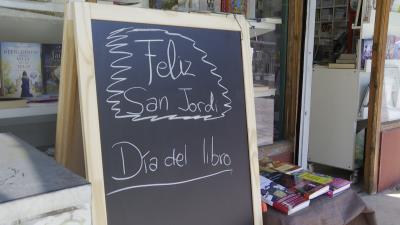 Feliz
San Jordi
Día del libro